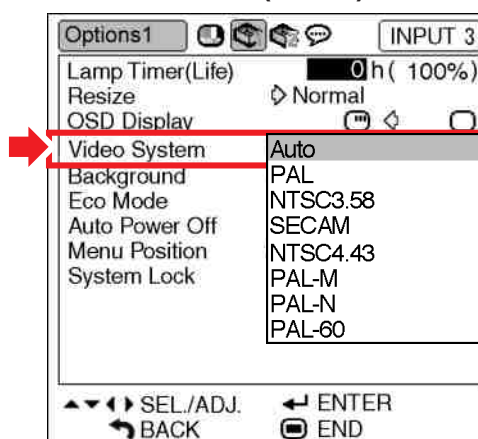 Options1 INPUT 3
Lamp Timer(Life) 0 h ( 100%)
Resize Normal
OSD Display
Video System Auto
Background PAL
Eco Mode NTSC3.58
Auto Power Off SECAM
Menu Position NTSC4.43
System Lock PAL-M
PAL-N
PAL-60
SEL./ADJ. ENTER
BACK END